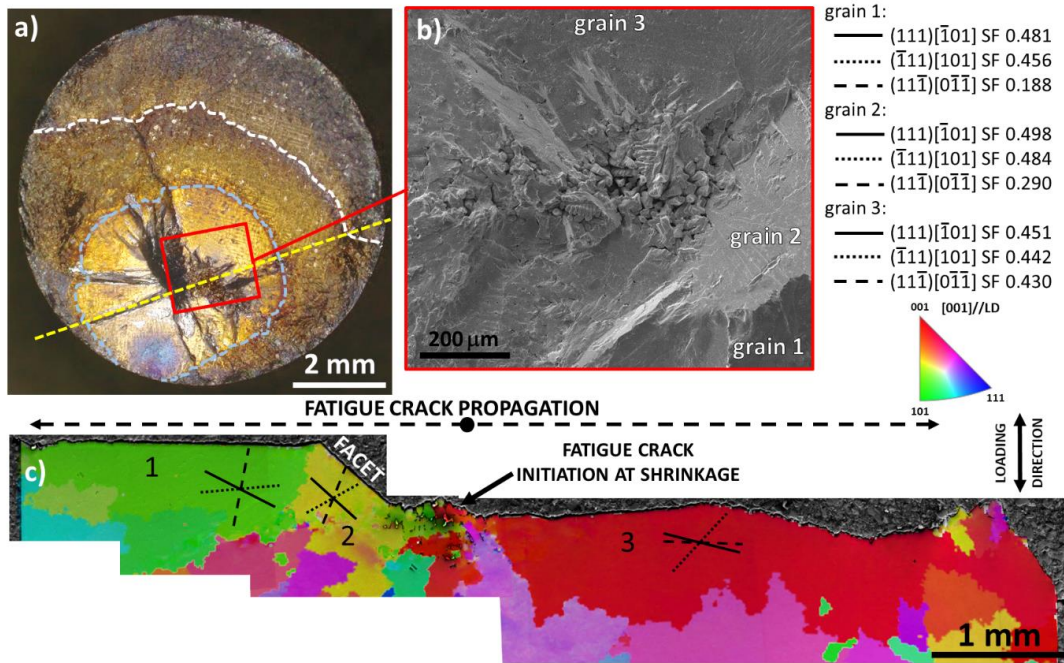 a)
2 mm
b)
grain 3
grain 2
grain 1
200 μm
grain 1:
(111)[1̅01] SF 0.481
(1̅11)[101] SF 0.456
(111̅)[01̅1̅] SF 0.188
grain 2:
(111)[1̅01] SF 0.498
(1̅11)[101] SF 0.484
(111̅)[01̅1̅] SF 0.290
grain 3:
(111)[1̅01] SF 0.451
(1̅11)[101] SF 0.442
(111̅)[01̅1̅] SF 0.430
001 [001]//LD
101
111
FATIGUE CRACK PROPAGATION
FATIGUE CRACK
INITIATION AT SHRINKAGE
LOADING
DIRECTION
c)
FACET
1
2
3
1 mm